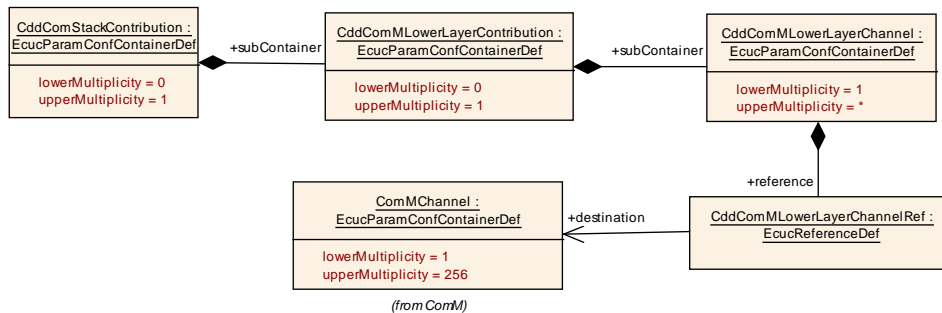 CddComStackContribution :
EcucParamConfContainerDef
lowerMultiplicity = 0
upperMultiplicity = 1
+subContainer
CddComMLowerLayerContribution :
EcucParamConfContainerDef
lowerMultiplicity = 0
upperMultiplicity = 1
+subContainer
CddComMLowerLayerChannel :
EcucParamConfContainerDef
lowerMultiplicity = 1
upperMultiplicity = *
+reference
ComMChannel :
EcucParamConfContainerDef
lowerMultiplicity = 1
upperMultiplicity = 256
(from ComM)
+destination
CddComMLowerLayerChannelRef :
EcucReferenceDef